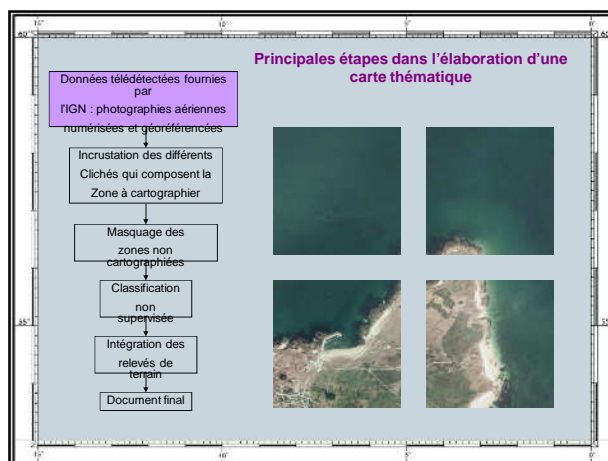 Principales étapes dans l’élaboration d’une
carte thématique
Données télédétectées fournies
par
l’IGN : photographies aériennes
numérisées et géoréférencées
Incrustation des différents
Clichés qui composent la
Zone à cartographier
Masquage des
zones non
cartographiées
Classification
non
supervisée
Intégration des
relevés de
terrain
Document final